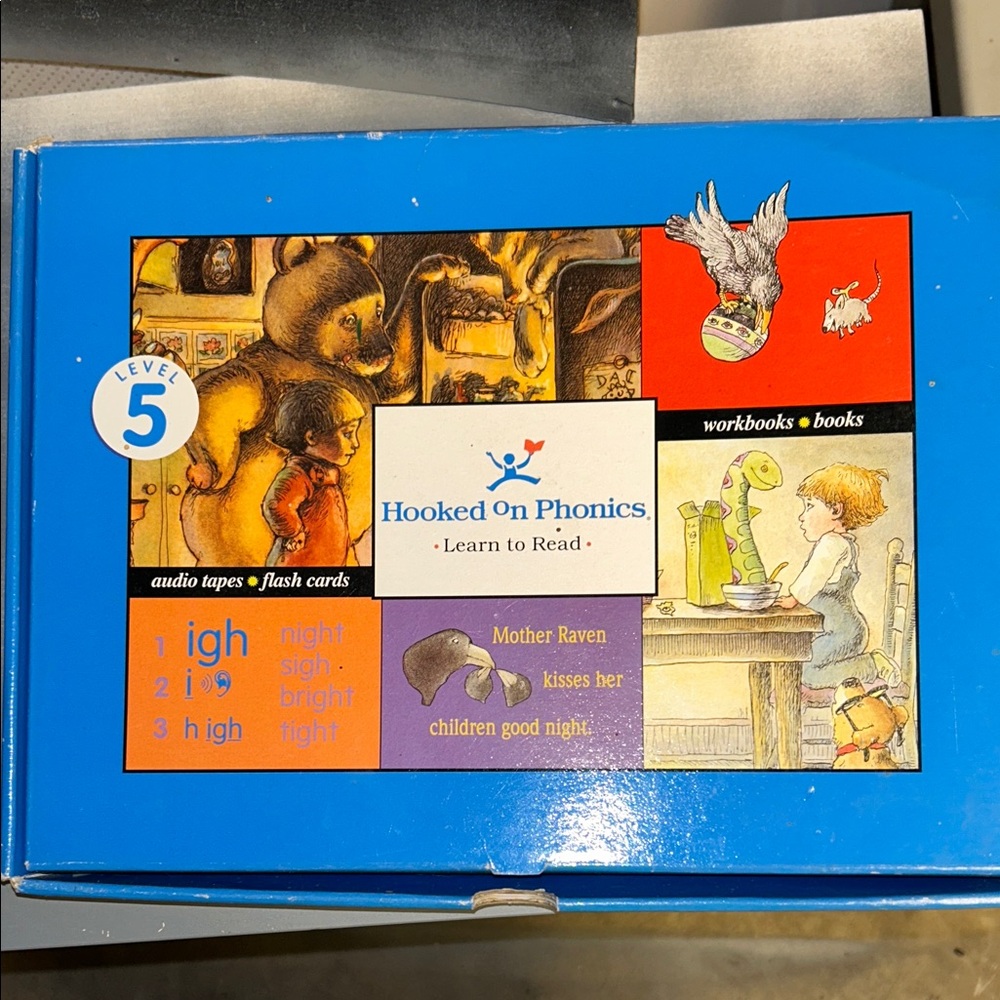 LEVEL
5
workbooks books
Hooked on Phonics
• Learn to Read •
audio tapes flash cards
1 igh
2 i
3 h igh
night
sigh
bright
tight
Mother Raven
kisses her
children good night.